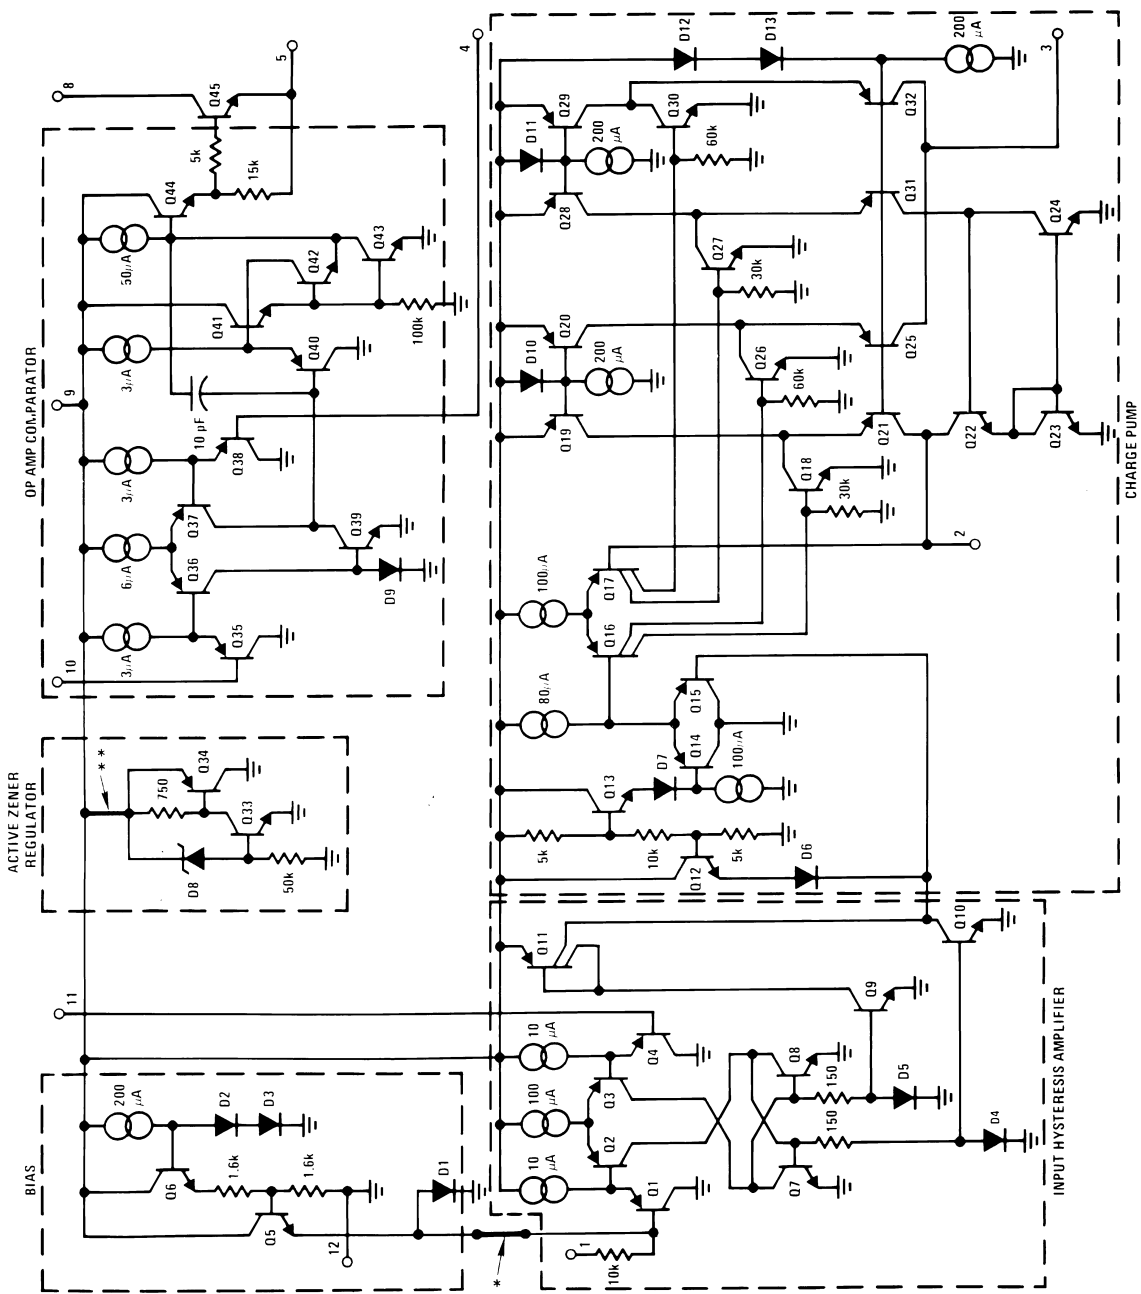 BIAS
200
µA
D2
D3
Q6
1.6k
1.6k
Q5
12
D1
*
ACTIVE ZENER
REGULATOR
**
750
Q34
Q33
D8
50k
OP AMP COMPARATOR
10
9
8
5
4
11
3µA
6µA
3µA
3µA
50µA
Q35
Q36
Q37
Q38
Q39
D9
10 µF
Q40
Q41
Q42
Q43
100k
Q44
5k
15k
Q45
INPUT HYSTERESIS AMPLIFIER
1
10k
10
µA
100
µA
10
µA
Q1
Q2
Q3
Q4
Q7
Q8
150
150
D4
D5
Q9
Q10
Q11
CHARGE PUMP
5k
10k
5k
Q12
D6
Q13
D7
100µA
80µA
Q14
Q15
100µA
Q16
Q17
2
Q18
30k
Q19
D10
200
µA
Q20
Q21
Q22
Q23
Q24
Q25
Q26
60k
Q27
30k
Q28
D11
200
µA
Q29
Q30
60k
Q31
Q32
D12
D13
200
µA
3